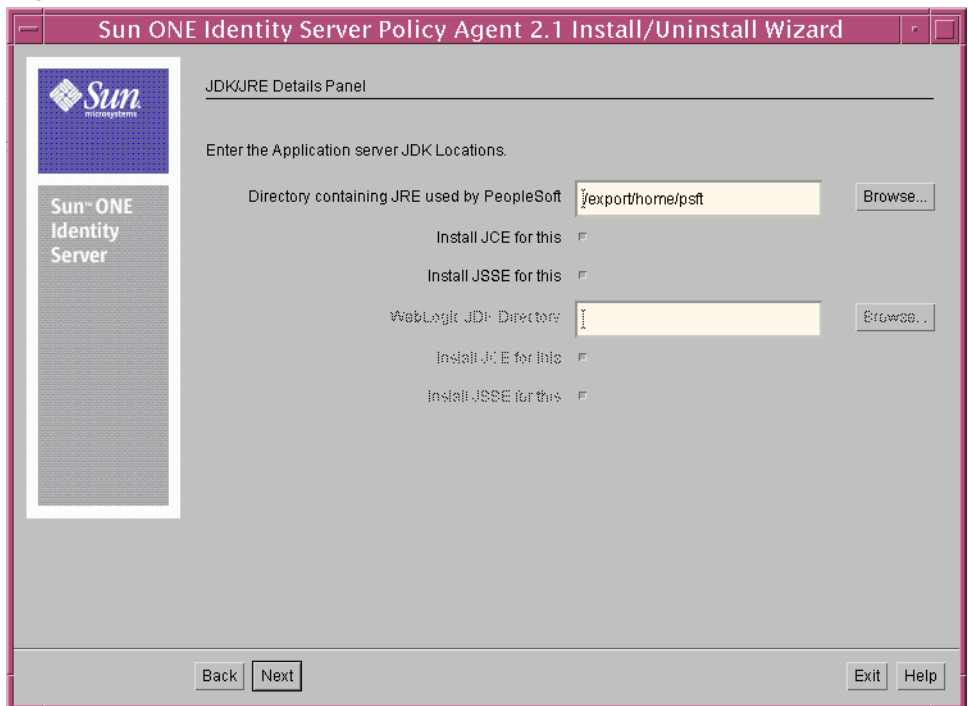 Sun ONE Identity Server Policy Agent 2.1 Install/Uninstall Wizard
Sun
microsystems
Sun™ ONE
Identity
Server
JDK/JRE Details Panel
Enter the Application server JDK Locations.
Directory containing JRE used by PeopleSoft /export/home/psft Browse...
Install JCE for this
Install JSSE for this
WebLogic JDK Directory Browse...
Install JCE for this
Install JSSE for this
Back Next Exit Help